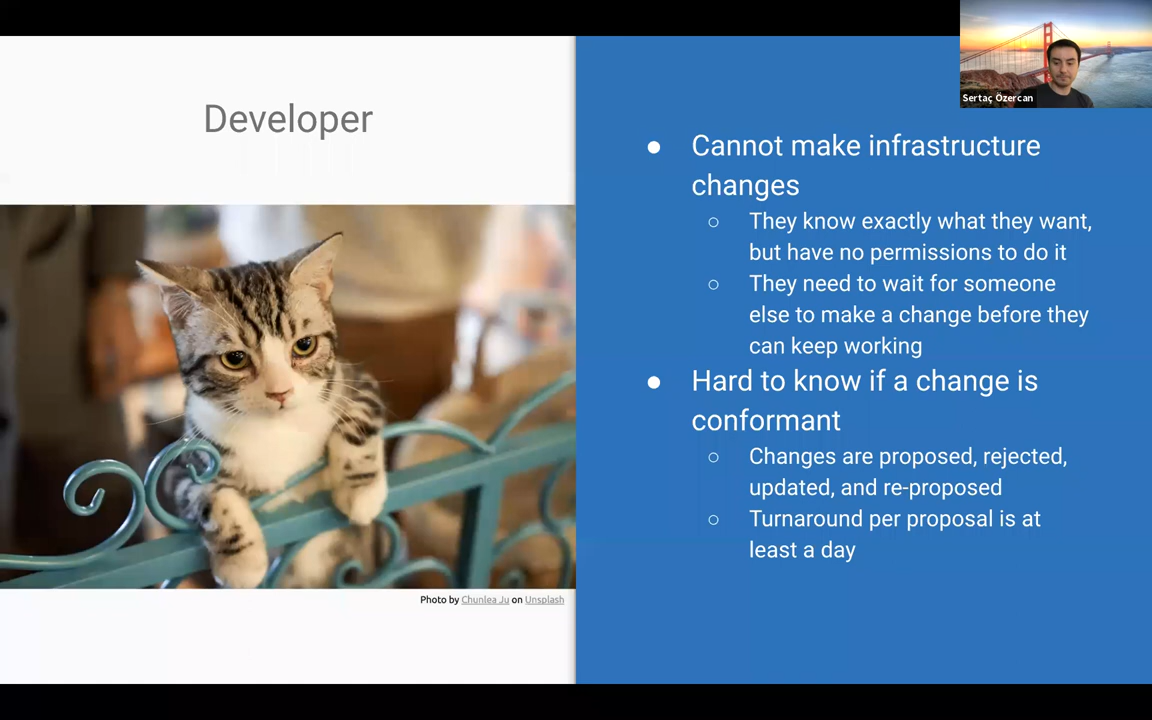 Sertaç Özercan
Developer
Photo by Chunlea Ju on Unsplash
● Cannot make infrastructure
changes
○ They know exactly what they want,
but have no permissions to do it
○ They need to wait for someone
else to make a change before they
can keep working
● Hard to know if a change is
conformant
○ Changes are proposed, rejected,
updated, and re-proposed
○ Turnaround per proposal is at
least a day